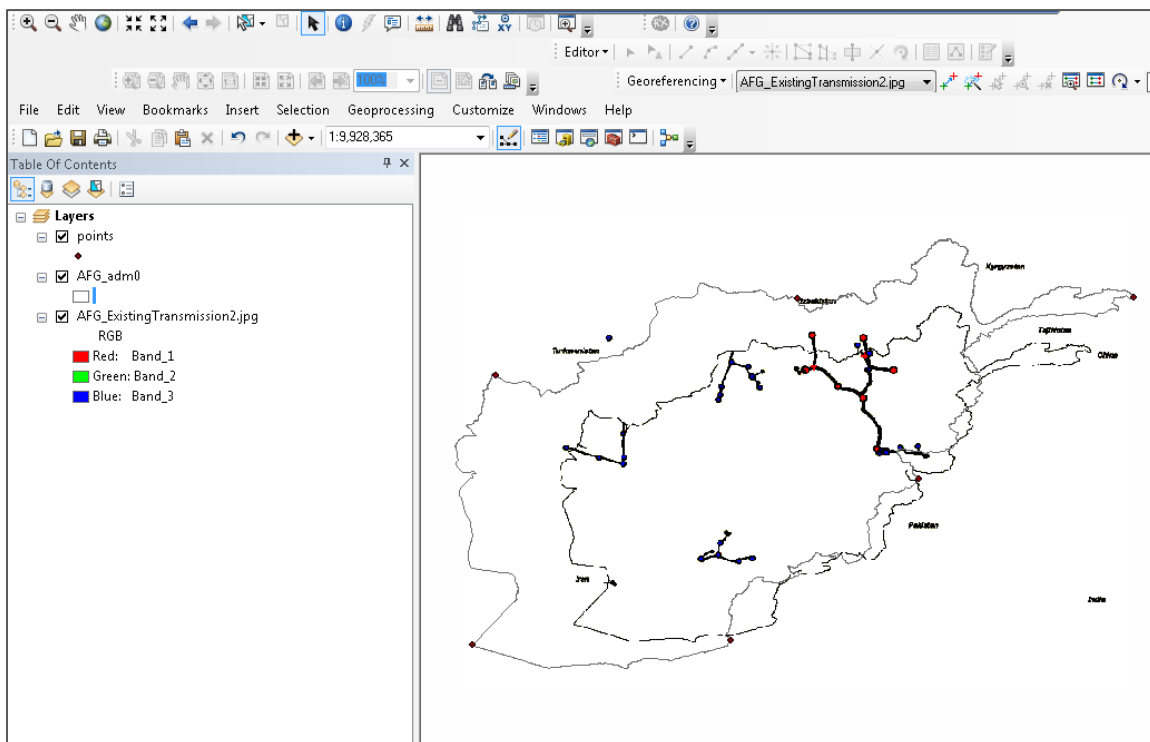 Editor
100%
Georeferencing
AFG_ExistingTransmission2.jpg
File Edit View Bookmarks Insert Selection Geoprocessing Customize Windows Help
1:9,928,365
Table Of Contents
Layers
points
AFG_adm0
AFG_ExistingTransmission2.jpg
RGB
Red: Band_1
Green: Band_2
Blue: Band_3
Kyrgyzstan
Uzbekistan
Tajikistan
Turkmenistan
China
Pakistan
Iran
India